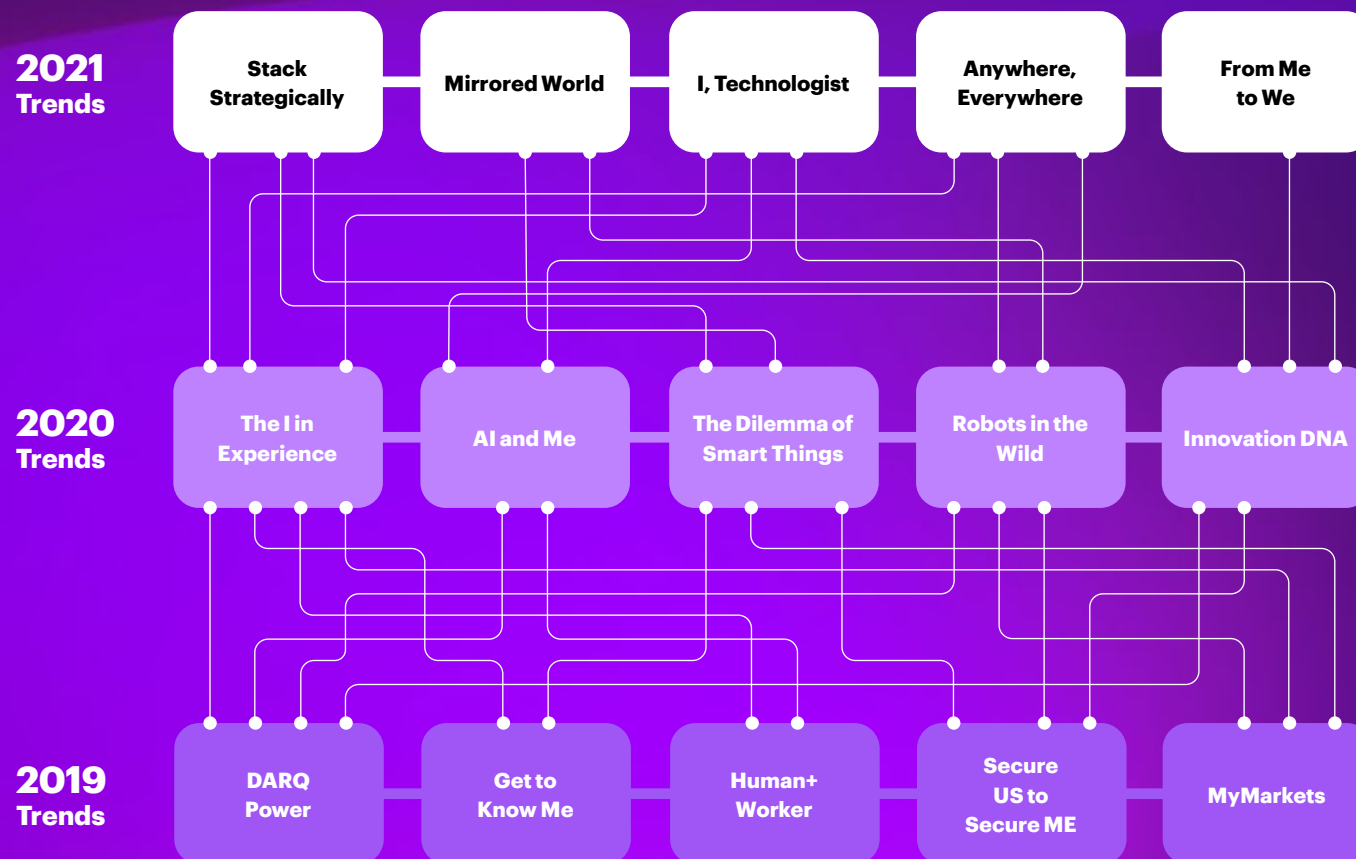 2021
Trends
Stack
Strategically
Mirrored World
I, Technologist
Anywhere,
Everywhere
From Me
to We
2020
Trends
The I in
Experience
AI and Me
The Dilemma of
Smart Things
Robots in the
Wild
Innovation DNA
2019
Trends
DARQ
Power
Get to
Know Me
Human+
Worker
Secure
US to
Secure ME
MyMarkets